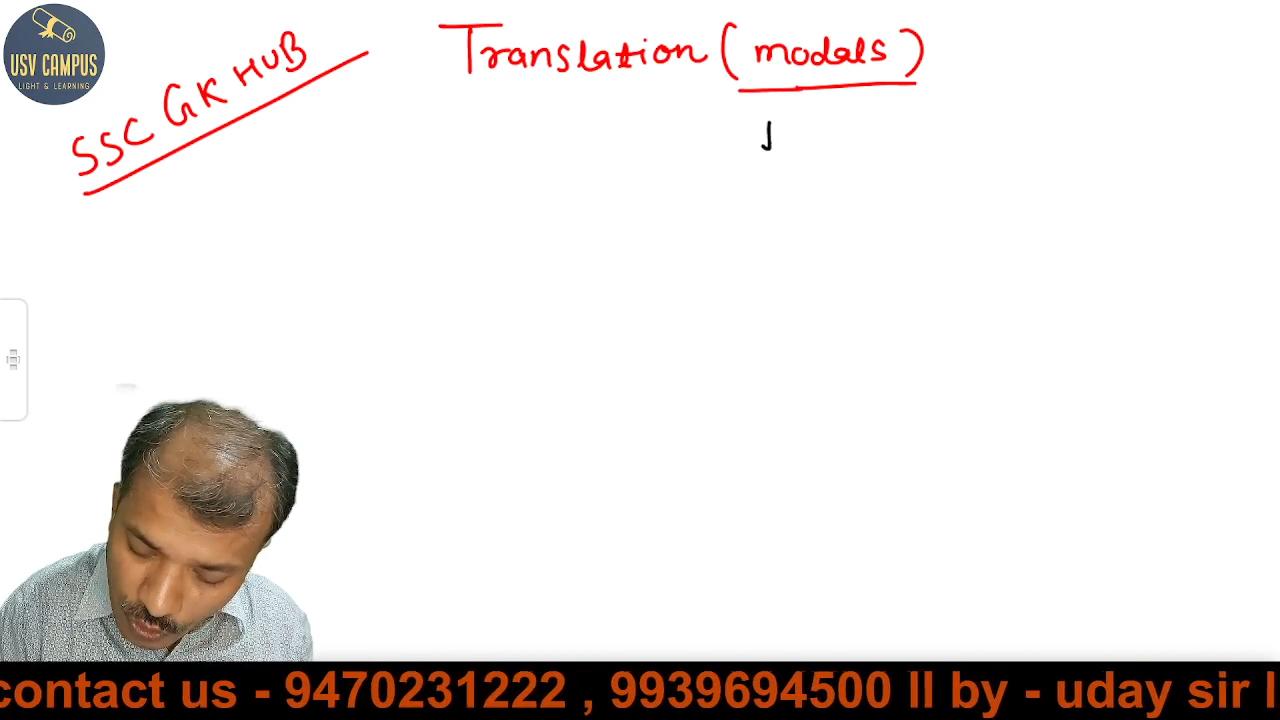 USV CAMPUS
LIGHT & LEARNING
SSC GK HUB
Translation (modals)
contact us - 9470231222 , 9939694500 ll by - uday sir l